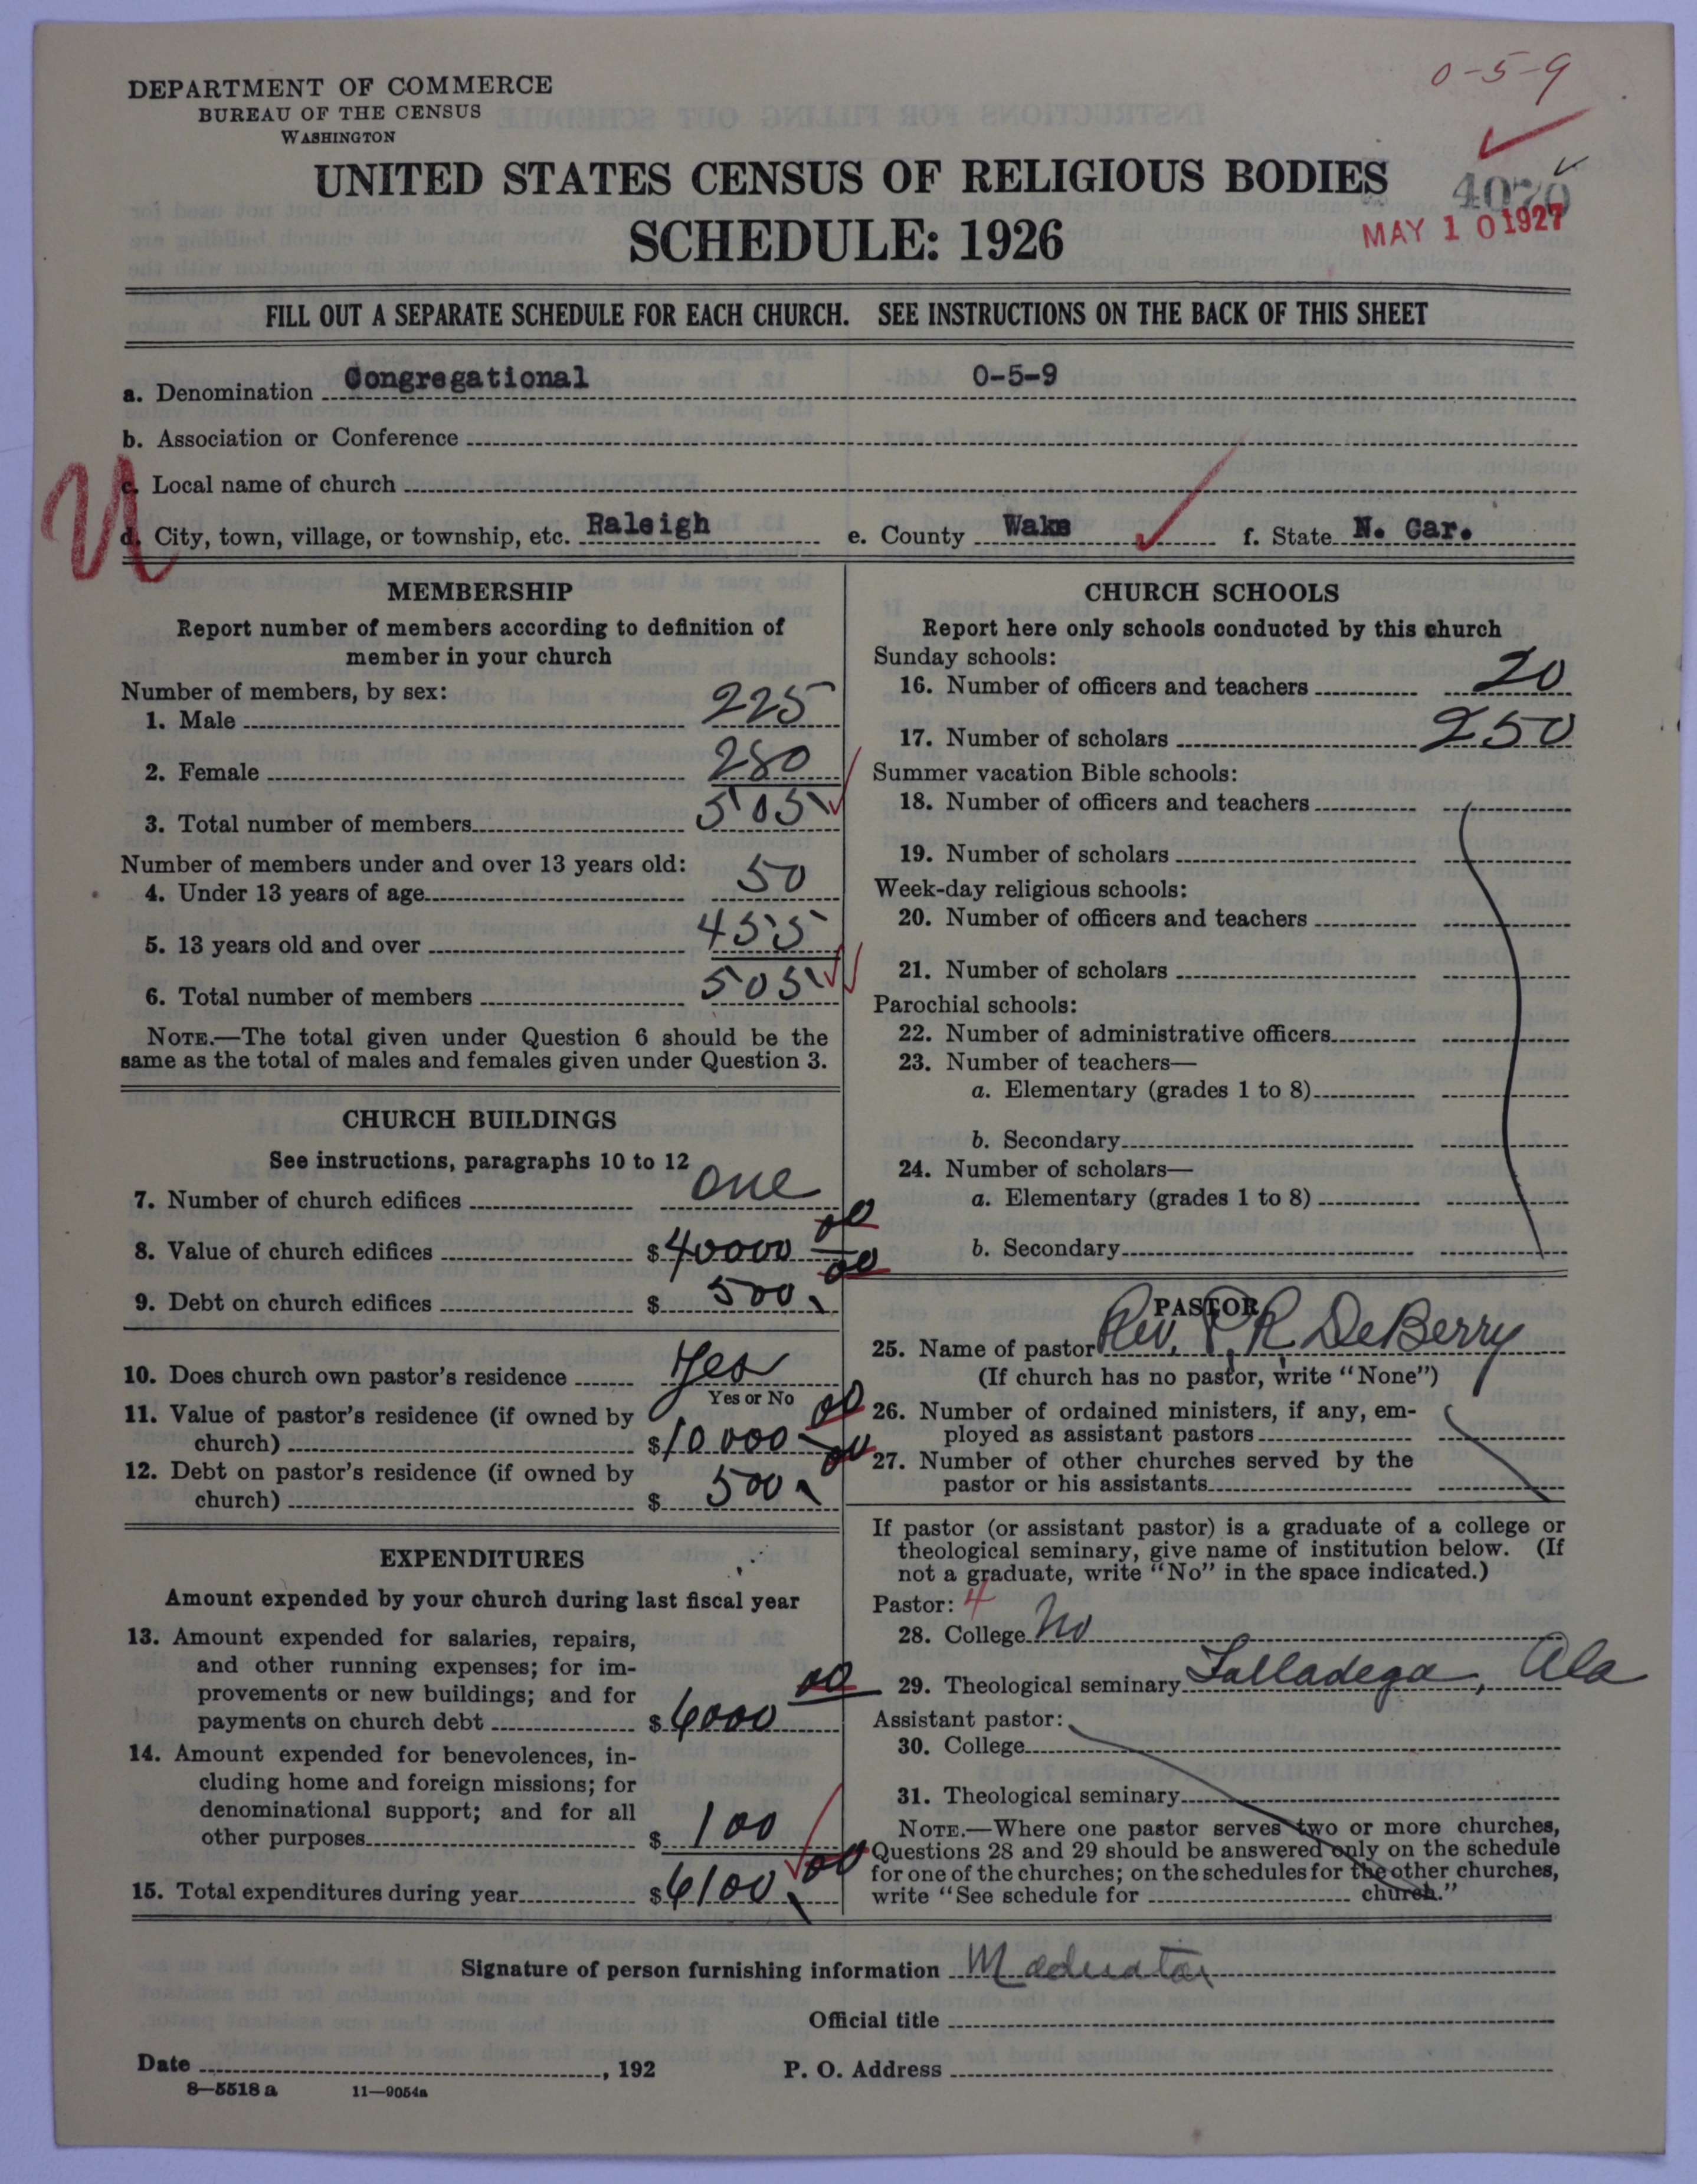 DEPARTMENT OF COMMERCE
BUREAU OF THE CENSUS
WASHINGTON
0-5-9
UNITED STATES CENSUS OF RELIGIOUS BODIES
4070
SCHEDULE: 1926
MAY 10 1927
FILL OUT A SEPARATE SCHEDULE FOR EACH CHURCH. SEE INSTRUCTIONS ON THE BACK OF THIS SHEET
a. Denomination Congregational 0-5-9
b. Association or Conference
c. Local name of church
d. City, town, village, or township, etc. Raleigh e. County Wake f. State N. Car.
U
MEMBERSHIP
Report number of members according to definition of
member in your church
Number of members, by sex:
1. Male 225
2. Female 280
3. Total number of members 505
Number of members under and over 13 years old:
4. Under 13 years of age 50
5. 13 years old and over 455
6. Total number of members 505
NOTE.—The total given under Question 6 should be the
same as the total of males and females given under Question 3.
CHURCH BUILDINGS
See instructions, paragraphs 10 to 12
7. Number of church edifices one
8. Value of church edifices $40000 00
9. Debt on church edifices $500 00
10. Does church own pastor's residence Yes
Yes or No
11. Value of pastor's residence (if owned by
church) $10000 00
12. Debt on pastor's residence (if owned by
church) $500 00
EXPENDITURES
Amount expended by your church during last fiscal year
13. Amount expended for salaries, repairs,
and other running expenses; for im-
provements or new buildings; and for
payments on church debt $6000 00
14. Amount expended for benevolences, in-
cluding home and foreign missions; for
denominational support; and for all
other purposes $100
15. Total expenditures during year $6100 00
CHURCH SCHOOLS
Report here only schools conducted by this church
Sunday schools:
16. Number of officers and teachers 20
17. Number of scholars 250
Summer vacation Bible schools:
18. Number of officers and teachers
19. Number of scholars
Week-day religious schools:
20. Number of officers and teachers
21. Number of scholars
Parochial schools:
22. Number of administrative officers
23. Number of teachers—
a. Elementary (grades 1 to 8)
b. Secondary
24. Number of scholars—
a. Elementary (grades 1 to 8)
b. Secondary
PASTOR
25. Name of pastor Rev. P. R. DeBerry
(If church has no pastor, write "None")
26. Number of ordained ministers, if any, em-
ployed as assistant pastors
27. Number of other churches served by the
pastor or his assistants
If pastor (or assistant pastor) is a graduate of a college or
theological seminary, give name of institution below. (If
not a graduate, write "No" in the space indicated.)
Pastor: 4
28. College No
29. Theological seminary Talladega, Ala
Assistant pastor:
30. College
31. Theological seminary
NOTE.—Where one pastor serves two or more churches,
Questions 28 and 29 should be answered only on the schedule
for one of the churches; on the schedules for the other churches,
write "See schedule for church."
Signature of person furnishing information
Official title
Date , 192 P. O. Address
8—5518 a 11—9054a